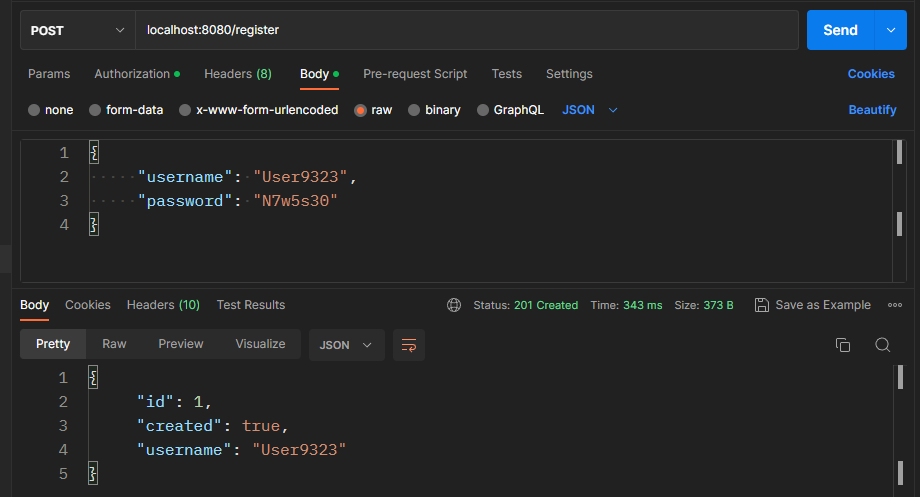 POST localhost:8080/register Send
Params Authorization Headers (8) Body Pre-request Script Tests Settings Cookies
none form-data x-www-form-urlencoded raw binary GraphQL JSON Beautify
1 {
2 "username": "User9323",
3 "password": "N7w5s30"
4 }
Body Cookies Headers (10) Test Results Status: 201 Created Time: 343 ms Size: 373 B Save as Example
Pretty Raw Preview Visualize JSON
1 {
2 "id": 1,
3 "created": true,
4 "username": "User9323"
5 }